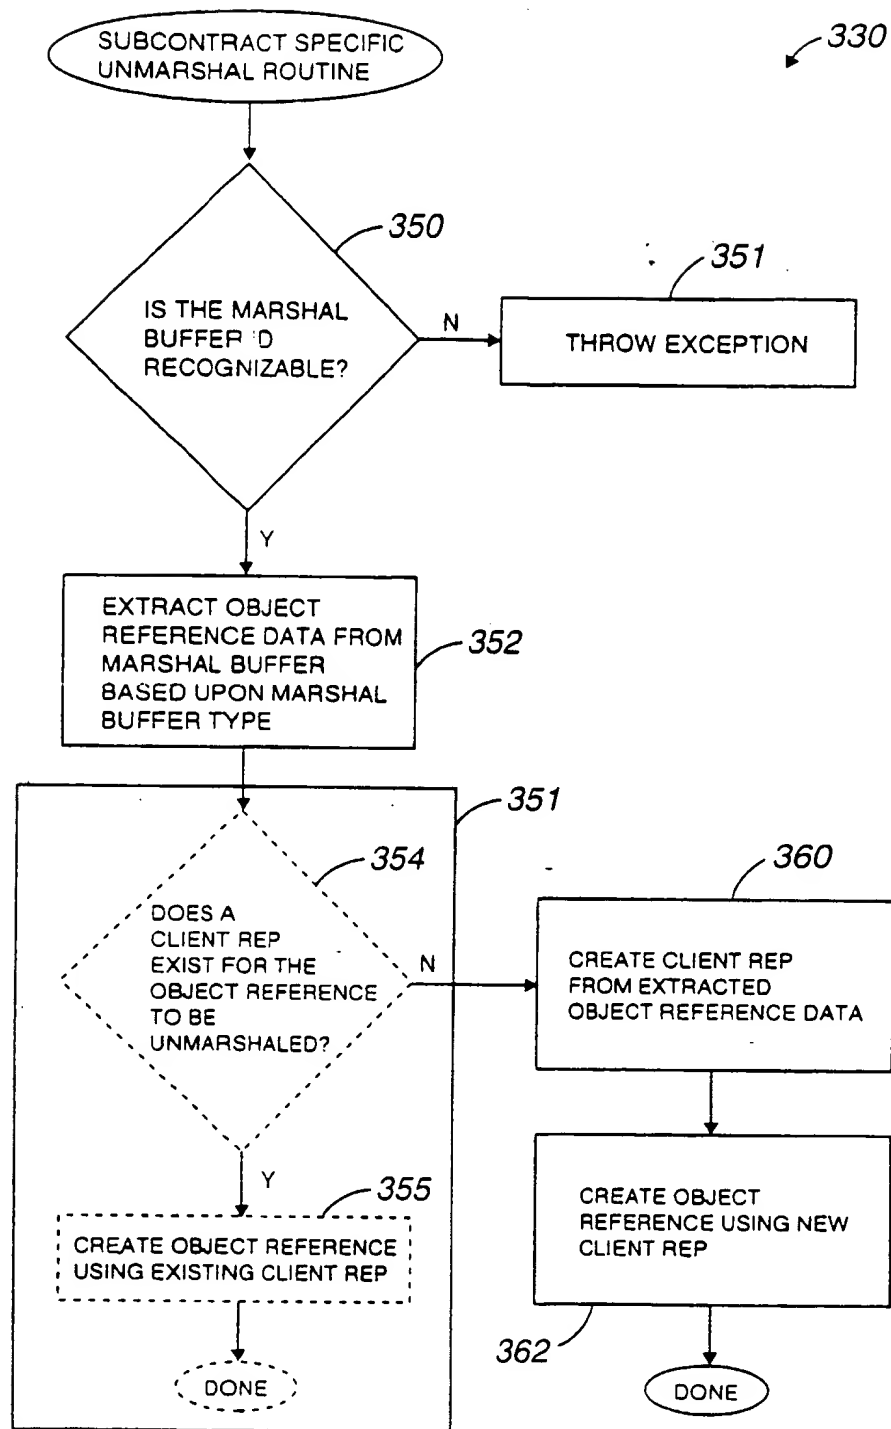 SUBCONTRACT SPECIFIC
UNMARSHAL ROUTINE
330
350
IS THE MARSHAL
BUFFER ID
RECOGNIZABLE?
N
351
THROW EXCEPTION
Y
EXTRACT OBJECT
REFERENCE DATA FROM
MARSHAL BUFFER
BASED UPON MARSHAL
BUFFER TYPE
352
351
354
DOES A
CLIENT REP
EXIST FOR THE
OBJECT REFERENCE
TO BE
UNMARSHALED?
N
360
CREATE CLIENT REP
FROM EXTRACTED
OBJECT REFERENCE DATA
Y
355
CREATE OBJECT REFERENCE
USING EXISTING CLIENT REP
CREATE OBJECT
REFERENCE USING NEW
CLIENT REP
362
DONE
DONE